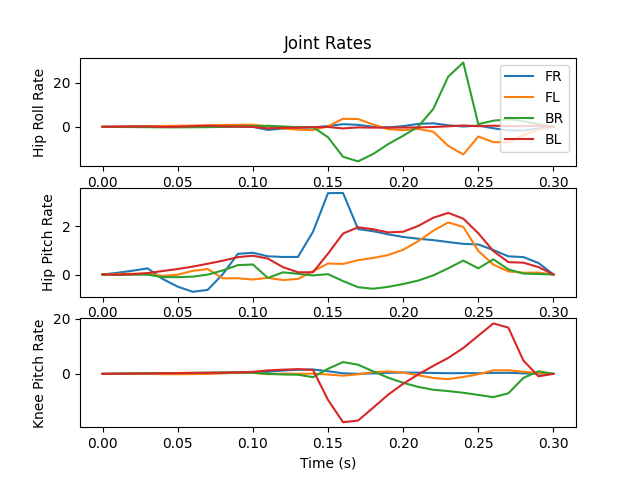 Joint Rates
Hip Roll Rate
20
0
FR
FL
BR
BL
0.00 0.05 0.10 0.15 0.20 0.25 0.30
Hip Pitch Rate
2
0
0.00 0.05 0.10 0.15 0.20 0.25 0.30
Knee Pitch Rate
20
0
0.00 0.05 0.10 0.15 0.20 0.25 0.30
Time (s)